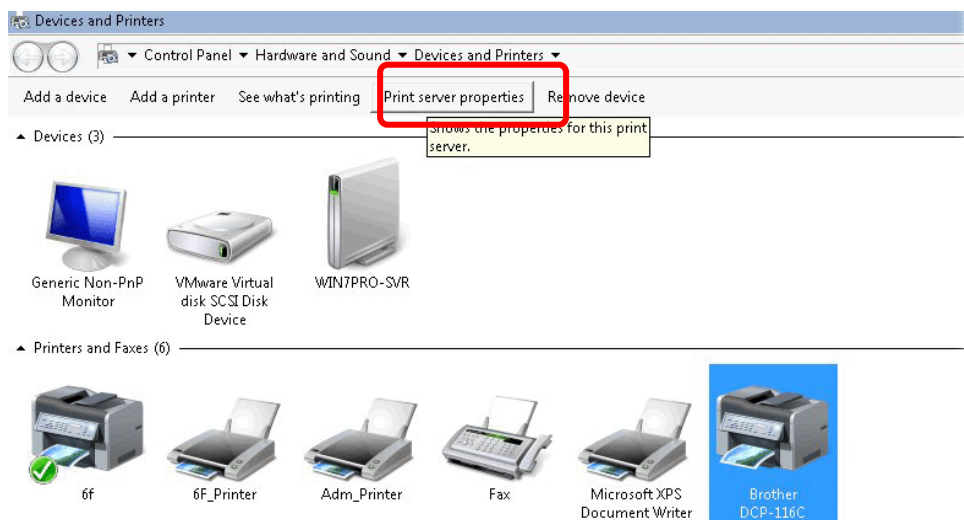 Devices and Printers
Control Panel Hardware and Sound Devices and Printers
Add a device Add a printer See what's printing Print server properties Remove device
Shows the properties for this print
server.
Devices (3)
Generic Non-PnP
Monitor
VMware Virtual
disk SCSI Disk
Device
WIN7PRO-SVR
Printers and Faxes (6)
6f
6F_Printer
Adm_Printer
Fax
Microsoft XPS
Document Writer
Brother
DCP-116C